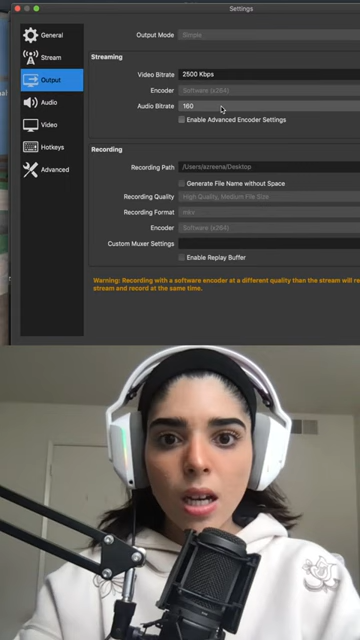 Settings
General
Output Mode Simple
Stream
Streaming
Output
Video Bitrate 2500 Kbps
Encoder Software (x264)
Audio
Audio Bitrate 160
Enable Advanced Encoder Settings
Video
Hotkeys
Recording
Advanced
Recording Path /Users/azreena/Desktop
Generate File Name without Space
Recording Quality High Quality, Medium File Size
Recording Format mkv
Encoder Software (x264)
Custom Muxer Settings
Enable Replay Buffer
Warning: Recording with a software encoder at a different quality than the stream will re
stream and record at the same time.